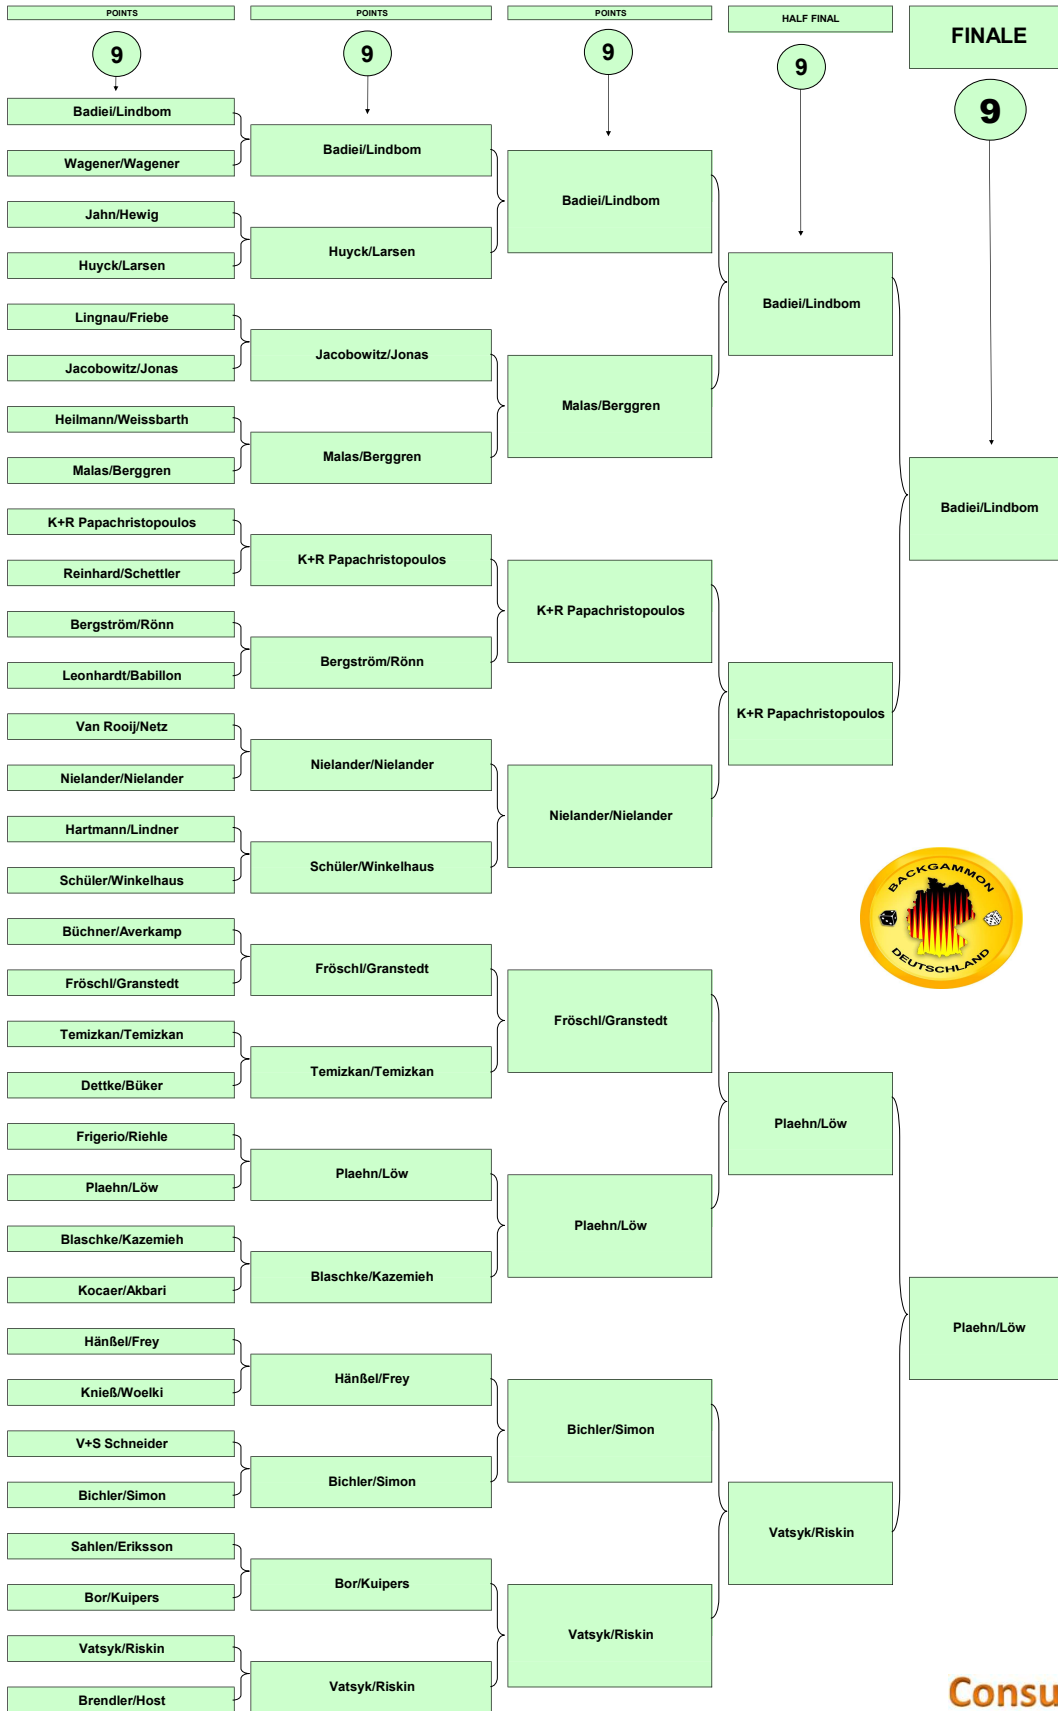 POINTS
POINTS
POINTS
HALF FINAL
FINALE
9
9
9
9
9
Badiei/Lindbom
Wagener/Wagener
Jahn/Hewig
Huyck/Larsen
Lingnau/Friebe
Jacobowitz/Jonas
Heilmann/Weissbarth
Malas/Berggren
K+R Papachristopoulos
Reinhard/Schettler
Bergström/Rönn
Leonhardt/Babillon
Van Rooij/Netz
Nielander/Nielander
Hartmann/Lindner
Schüler/Winkelhaus
Büchner/Averkamp
Fröschl/Granstedt
Temizkan/Temizkan
Dettke/Büker
Frigerio/Riehle
Plaehn/Löw
Blaschke/Kazemieh
Kocaer/Akbari
Hänßel/Frey
Knieß/Woelki
V+S Schneider
Bichler/Simon
Sahlen/Eriksson
Bor/Kuipers
Vatsyk/Riskin
Brendler/Host
Badiei/Lindbom
Huyck/Larsen
Jacobowitz/Jonas
Malas/Berggren
K+R Papachristopoulos
Bergström/Rönn
Nielander/Nielander
Schüler/Winkelhaus
Fröschl/Granstedt
Temizkan/Temizkan
Plaehn/Löw
Blaschke/Kazemieh
Hänßel/Frey
Bichler/Simon
Bor/Kuipers
Vatsyk/Riskin
Badiei/Lindbom
Malas/Berggren
K+R Papachristopoulos
Nielander/Nielander
Fröschl/Granstedt
Plaehn/Löw
Bichler/Simon
Vatsyk/Riskin
Badiei/Lindbom
K+R Papachristopoulos
Plaehn/Löw
Vatsyk/Riskin
Badiei/Lindbom
Plaehn/Löw
BACKGAMMON
DEUTSCHLAND
Consu